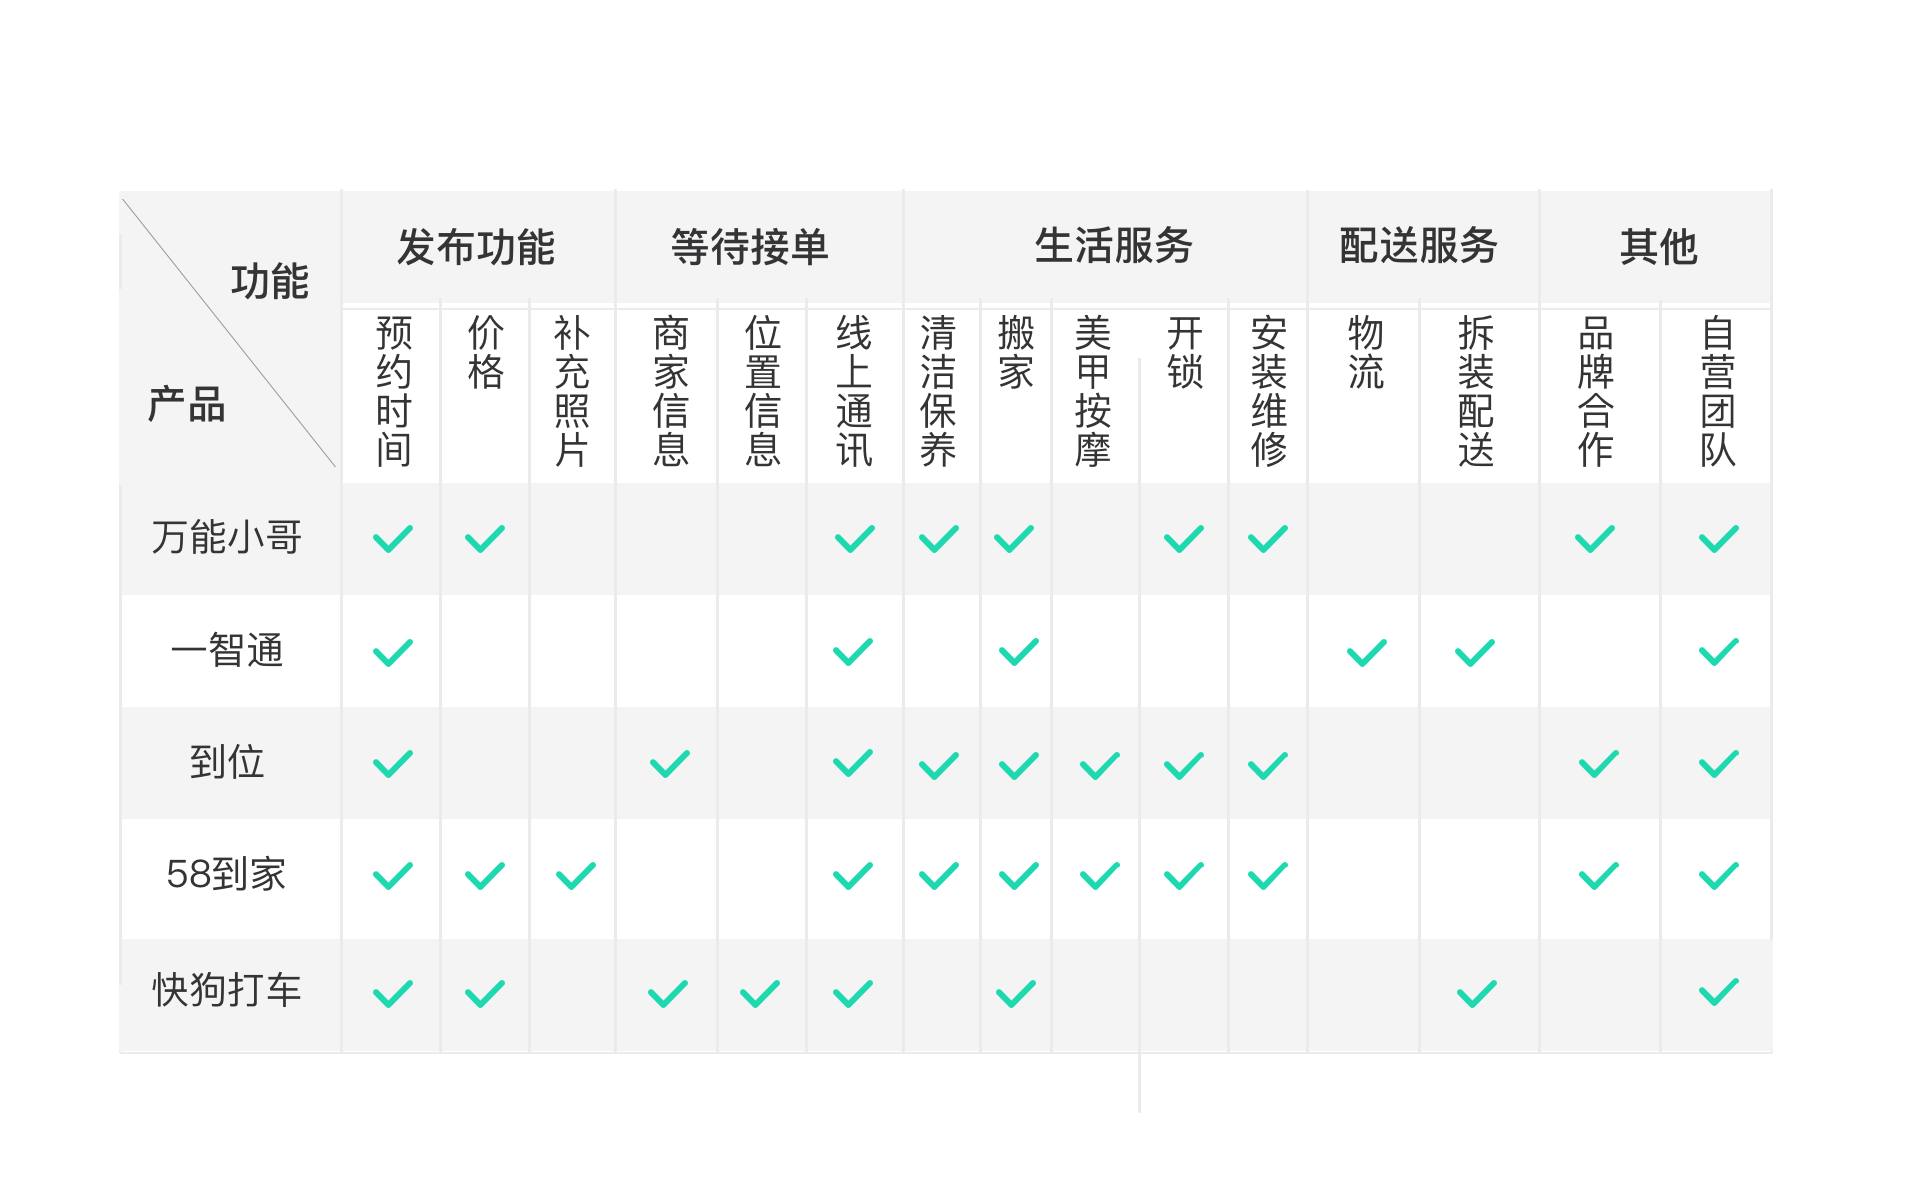 功能
产品
发布功能
等待接单
生活服务
配送服务
其他
预约时间
价格
补充照片
商家信息
位置信息
线上通讯
清洁保养
搬家
美甲按摩
开锁
安装维修
物流
拆装配送
品牌合作
自营团队
万能小哥
一智通
到位
58到家
快狗打车